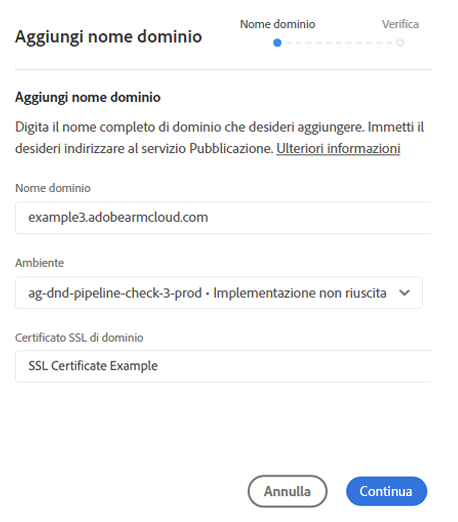 Aggiungi nome dominio
Nome dominio
Verifica
Aggiungi nome dominio
Digita il nome completo di dominio che desideri aggiungere. Immetti il
desideri indirizzare al servizio Pubblicazione. Ulteriori informazioni
Nome dominio
example3.adobearmcloud.com
Ambiente
ag-dnd-pipeline-check-3-prod • Implementazione non riuscita
Certificato SSL di dominio
SSL Certificate Example
Annulla
Continua